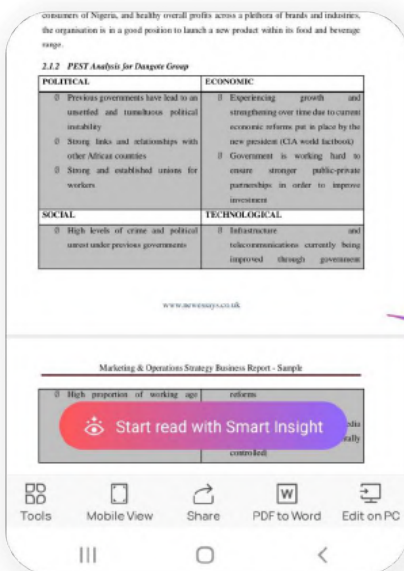 consumers of Nigeria, and healthy overall profits across a plethora of brands and industries,
the organisation is in a good position to launch a new product within its food and beverage
range.
2.1.2 PEST Analysis for Dangote Group
POLITICAL
Previous governments have lead to an
unsettled and tumultuous political
instability
Strong links and relationships with
other African countries
Strong and established unions for
workers
ECONOMIC
Experiencing growth and
strengthening over time due to current
economic reforms put in place by the
new president (CIA world factbook)
Government is working hard to
ensure stronger public-private
partnerships in order to improve
investment
SOCIAL
High levels of crime and political
unrest under previous governments
TECHNOLOGICAL
Infrastructure and
telecommunications currently being
improved through government
www.newessays.co.uk
Marketing & Operations Strategy Business Report - Sample
High proportion of working age
reforms
controlled
Start read with Smart Insight
Tools
Mobile View
Share
W
PDF to Word
Edit on PC